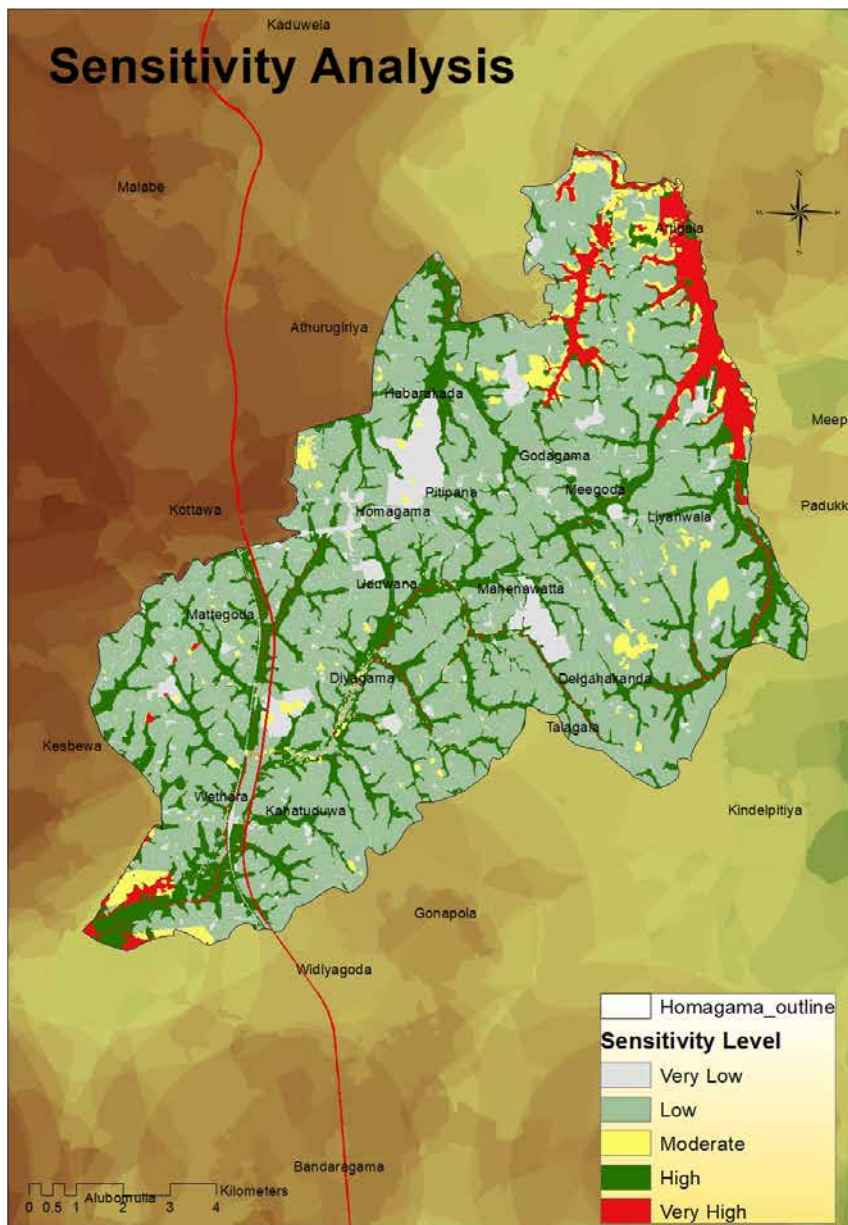 Kaduwela
Sensitivity Analysis
Malabe
N
W
E
S
Artigala
Athurugiriya
Habarakada
Meep
Godagama
Pitipana
Meegoda
Padukk
Kottawa
Homagama
Liyanwala
Uduwana
Mahenawatta
Mattegoda
Diyagama
Delgahakanda
Talagala
Kesbewa
Wethara
Kahatuduwa
Kindelpitiya
Gonapola
Widiyagoda
Homagama_outline
Sensitivity Level
Very Low
Low
Moderate
High
Very High
Bandaragama
Kilometers
0 0.5 1 2 3 4
Alubomulla